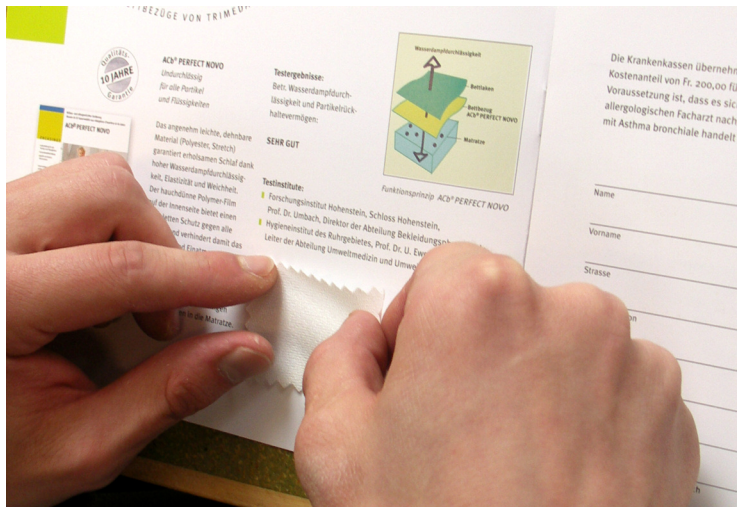 BEZÜGE VON TRIMEDI
Qualitäts-
10 JAHRE
Garantie
ACb® PERFECT NOVO
ACb® PERFECT NOVO
Undurchlässig
für alle Partikel
und Flüssigkeiten
Das angenehm leichte, dehnbare
Material (Polyester, Stretch)
garantiert erholsamen Schlaf dank
hoher Wasserdampfdurchlässig-
keit, Elastizität und Weichheit.
Der hauchdünne Polymer-Film
auf der Innenseite bietet einen
Schutz gegen alle
und verhindert damit das
gen
in die Matratze.
Testergebnisse:
Betr. Wasserdampfdurch-
lässigkeit und Partikelrück-
haltevermögen:
SEHR GUT
Testinstitute:
Forschungsinstitut Hohenstein, Schloss Hohenstein,
Prof. Dr. Umbach, Direktor der Abteilung
Hygieneinstitut des Ruhrgebietes, Prof. Dr. U.
Leiter der Abteilung Umweltmedizin und
Wasserdampfdurchlässigkeit
Bettlaken
Bettbezug
ACb® PERFECT NOVO
Matratze
Funktionsprinzip ACb® PERFECT NOVO
Die Krankenkassen übernehm
Kostenanteil von Fr. 200,00 fü
Voraussetzung ist, dass es sic
allergologischen Facharzt nach
mit Asthma bronchiale handelt
Name
Vorname
Strasse
on